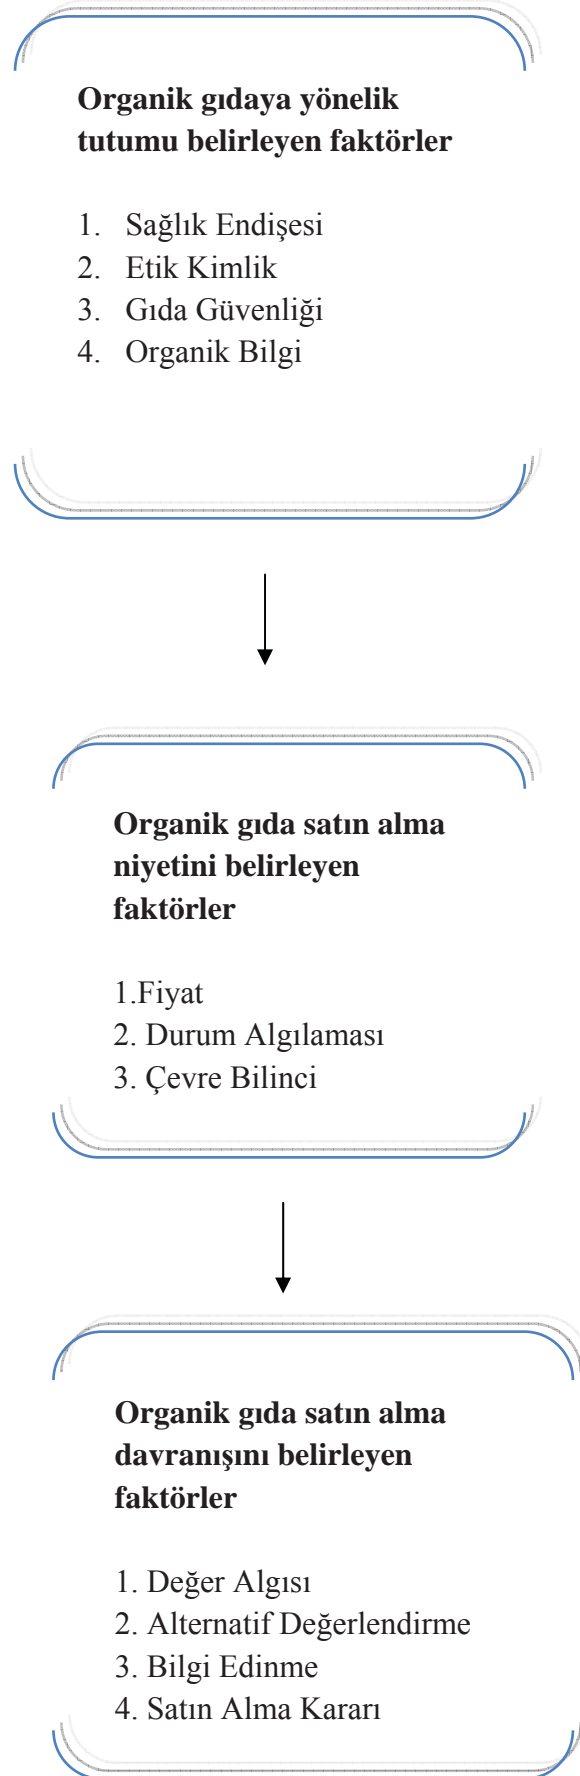 Organik gıdaya yönelik
tutumu belirleyen faktörler
1. Sağlık Endişesi
2. Etik Kimlik
3. Gıda Güvenliği
4. Organik Bilgi
Organik gıda satın alma
niyetini belirleyen
faktörler
1.Fiyat
2. Durum Algılaması
3. Çevre Bilinci
Organik gıda satın alma
davranışını belirleyen
faktörler
1. Değer Algısı
2. Alternatif Değerlendirme
3. Bilgi Edinme
4. Satın Alma Kararı